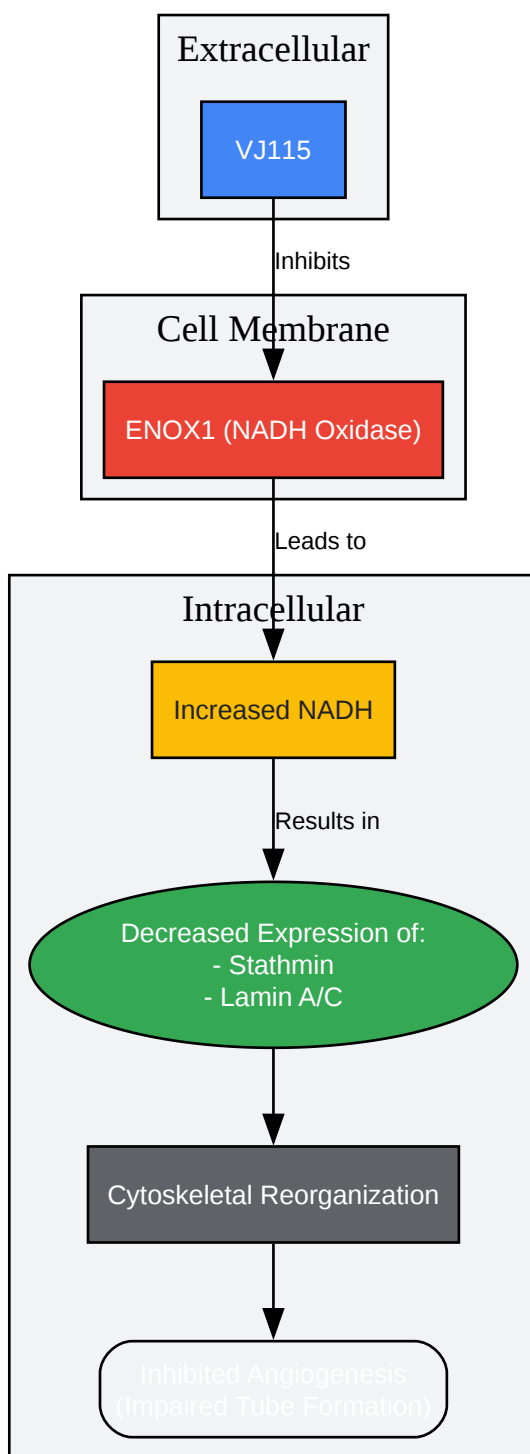 Extracellular
VJ115
Inhibits
Cell Membrane
ENOX1 (NADH Oxidase)
Leads to
Intracellular
Increased NADH
Results in
Decreased Expression of:
- Stathmin
- Lamin A/C
Cytoskeletal Reorganization
Inhibited Angiogenesis
(Impaired Tube Formation)